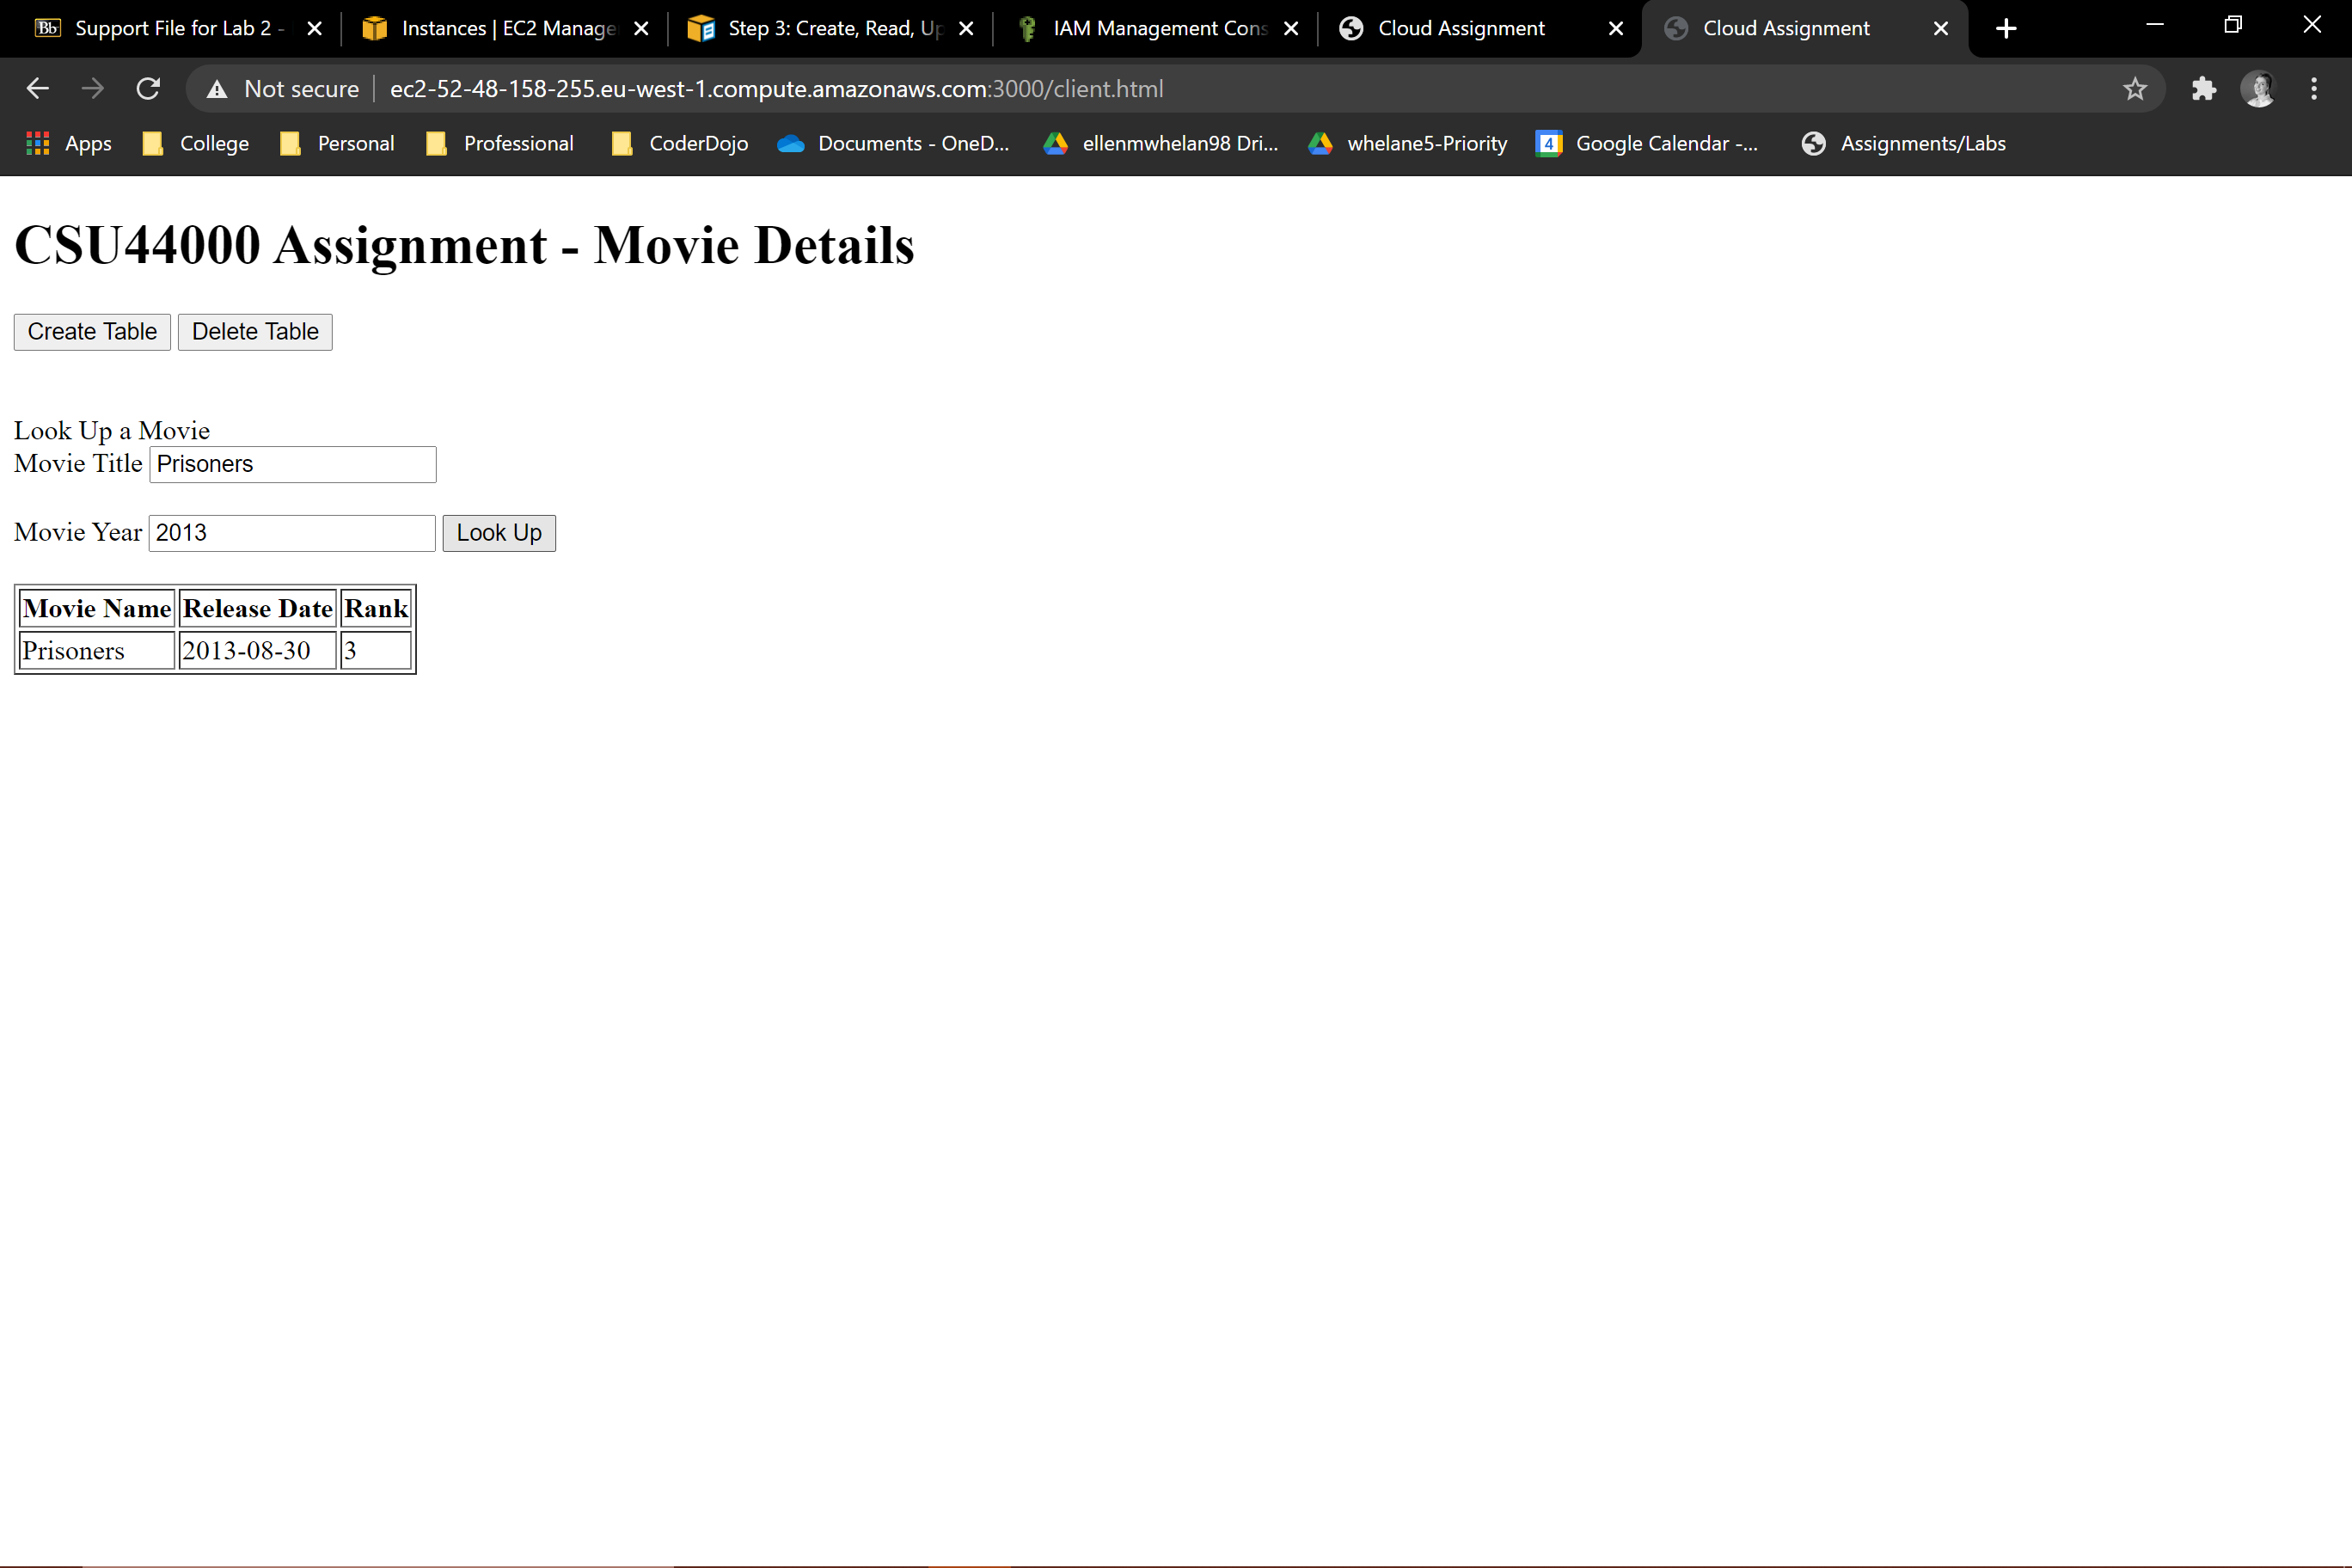 Support File for Lab 2 -
Instances | EC2 Manage
Step 3: Create, Read, Up
IAM Management Cons
Cloud Assignment
Cloud Assignment
Not secure
ec2-52-48-158-255.eu-west-1.compute.amazonaws.com:3000/client.html
Apps
College
Personal
Professional
CoderDojo
Documents - OneD...
ellenmwhelan98 Dri...
whelane5-Priority
4
Google Calendar -...
Assignments/Labs
CSU44000 Assignment - Movie Details
Create Table Delete Table
Look Up a Movie
Movie Title Prisoners
Movie Year 2013 Look Up
Movie Name Release Date Rank
Prisoners 2013-08-30 3